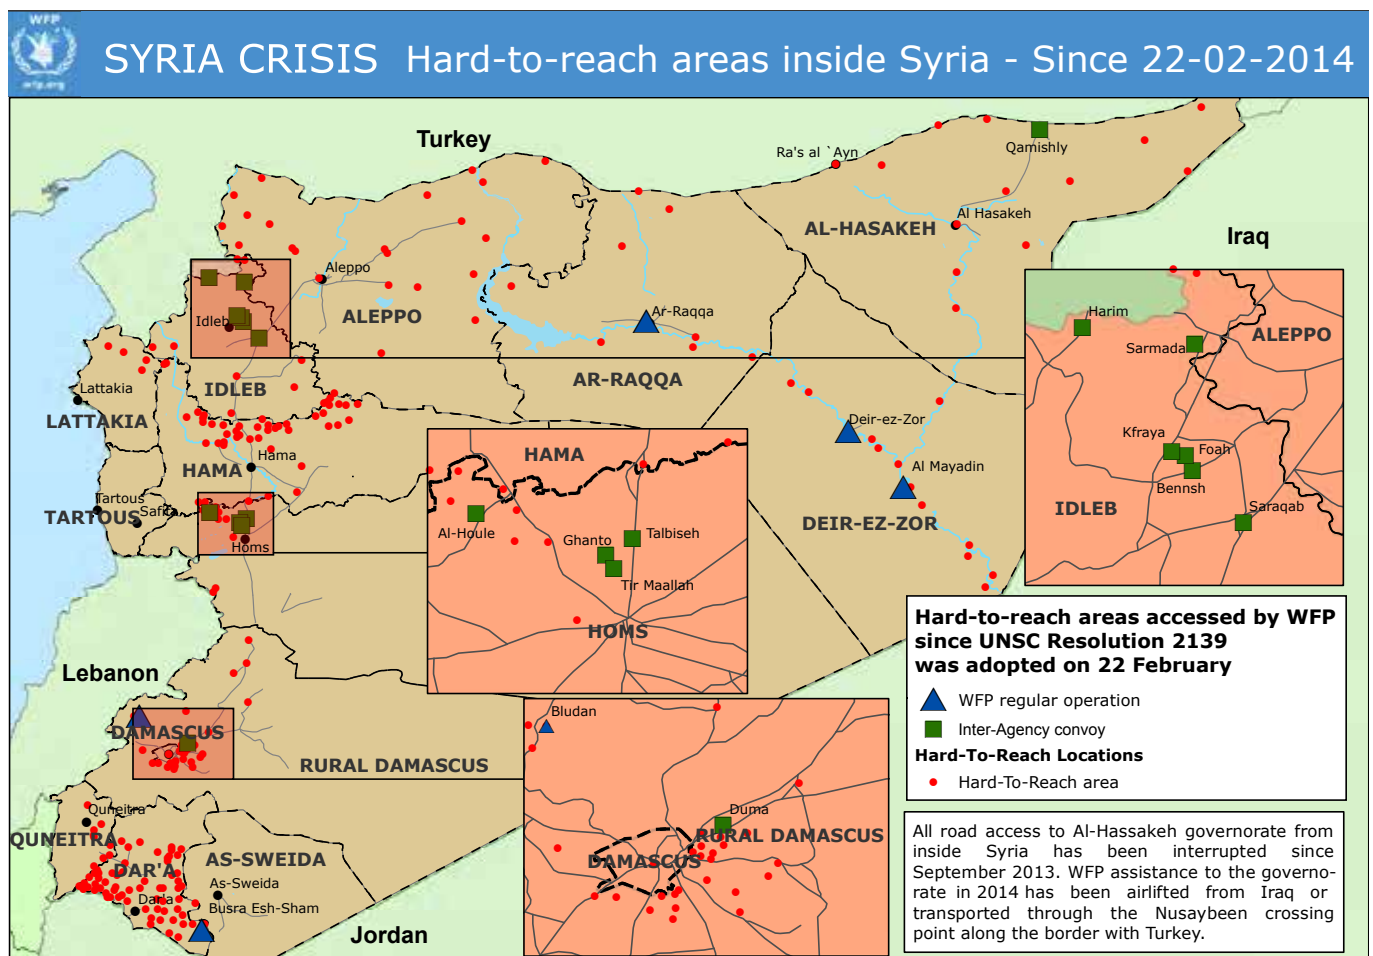 WFP
wfp.org
SYRIA CRISIS Hard-to-reach areas inside Syria - Since 22-02-2014
Turkey
Ra's al `Ayn
Qamishly
Al Hasakeh
AL-HASAKEH
Iraq
Aleppo
ALEPPO
Idleb
Ar-Raqqa
IDLEB
AR-RAQQA
Lattakia
LATTAKIA
Deir-ez-Zor
Al Mayadin
DEIR-EZ-ZOR
HAMA
Hama
Tartous
TARTOUS
Safita
Homs
Harim
Sarmada
ALEPPO
Kfraya
Foah
Bennsh
IDLEB
Saraqab
HAMA
Al-Houle
Ghanto
Talbiseh
Tir Maallah
HOMS
Lebanon
DAMASCUS
RURAL DAMASCUS
Bludan
Duma
RURAL DAMASCUS
DAMASCUS
Quneitra
QUNEITRA
DAR'A
AS-SWEIDA
As-Sweida
Dar'a
Busra Esh-Sham
Jordan
Hard-to-reach areas accessed by WFP
since UNSC Resolution 2139
was adopted on 22 February
WFP regular operation
Inter-Agency convoy
Hard-To-Reach Locations
Hard-To-Reach area
All road access to Al-Hassakeh governorate from
inside Syria has been interrupted since
September 2013. WFP assistance to the governo-
rate in 2014 has been airlifted from Iraq or
transported through the Nusaybeen crossing
point along the border with Turkey.